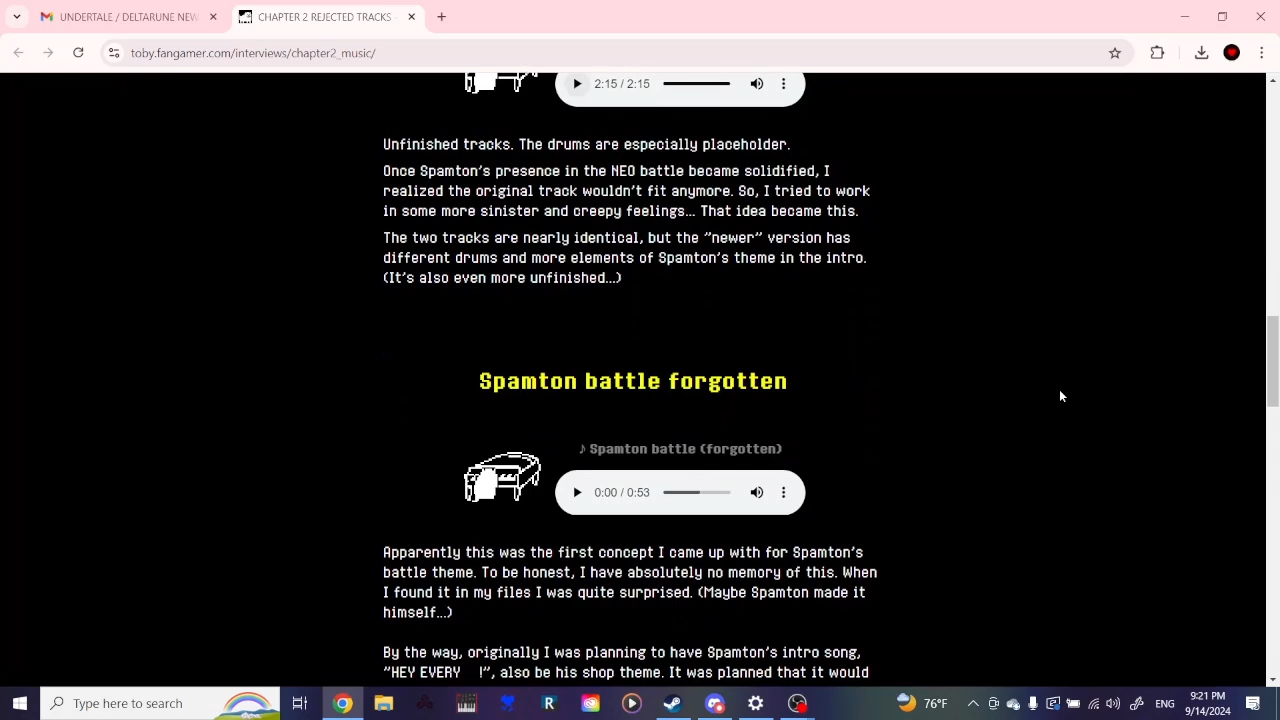 UNDERTALE / DELTARUNE NEW
CHAPTER 2 REJECTED TRACKS -
toby.fangamer.com/interviews/chapter2_music/
2:15 / 2:15
Unfinished tracks. The drums are especially placeholder.
Once Spamton's presence in the NEO battle became solidified, I
realized the original track wouldn't fit anymore. So, I tried to work
in some more sinister and creepy feelings... That idea became this.
The two tracks are nearly identical, but the "newer" version has
different drums and more elements of Spamton's theme in the intro.
(It's also even more unfinished...)
Spamton battle forgotten
♪ Spamton battle (forgotten)
0:00 / 0:53
Apparently this was the first concept I came up with for Spamton's
battle theme. To be honest, I have absolutely no memory of this. When
I found it in my files I was quite surprised. (Maybe Spamton made it
himself...)
By the way, originally I was planning to have Spamton's intro song,
"HEY EVERY !", also be his shop theme. It was planned that it would
Type here to search
76°F
ENG
9:21 PM
9/14/2024